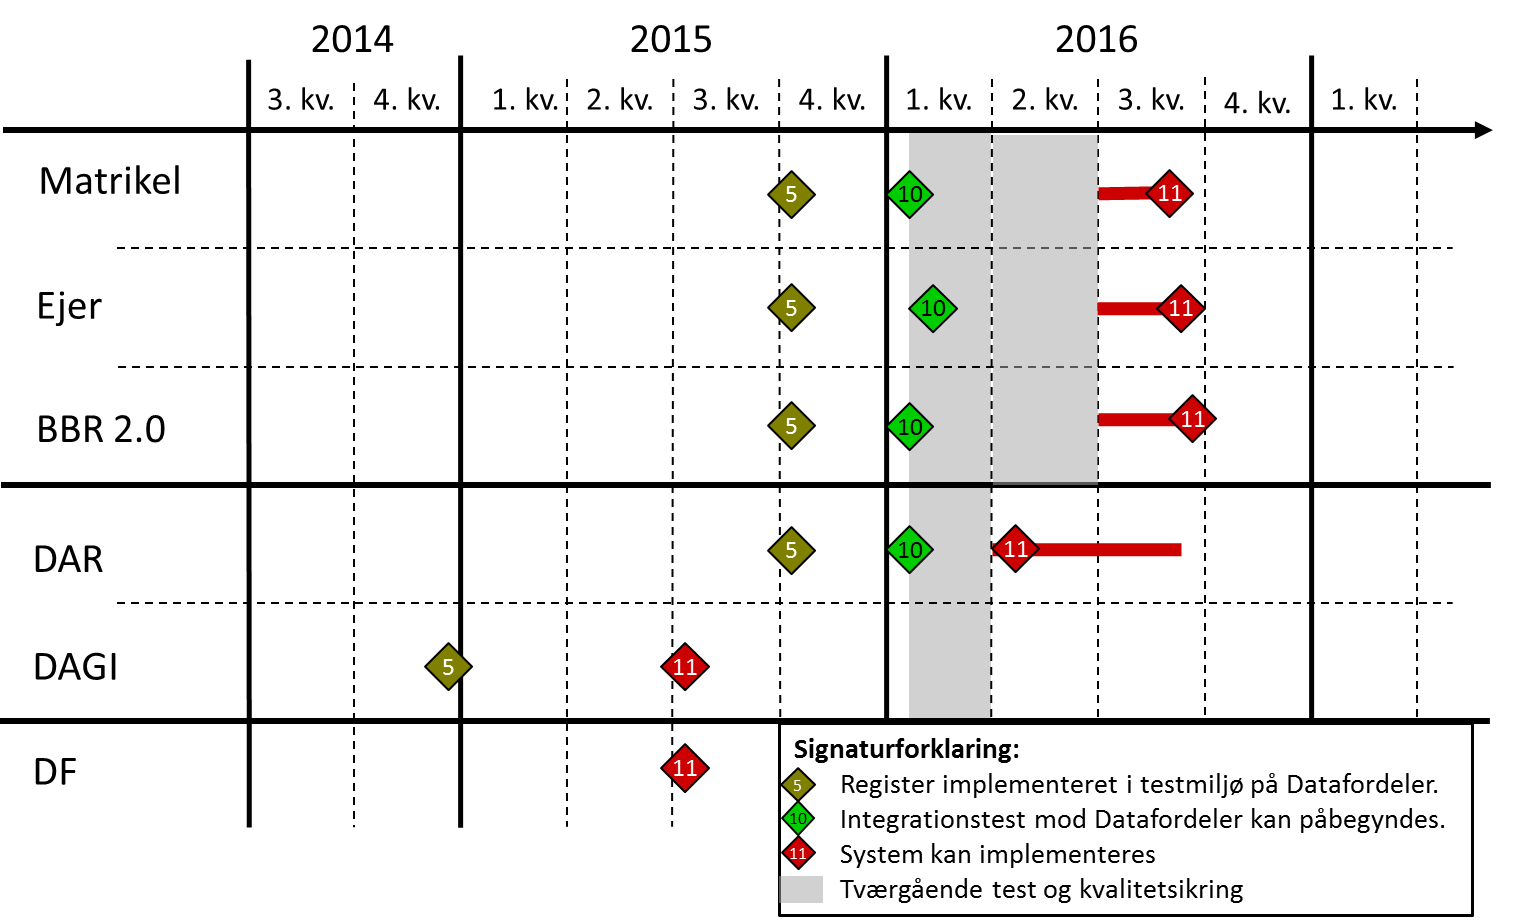 2014 2015 2016
3. kv. 4. kv. 1. kv. 2. kv. 3. kv. 4. kv. 1. kv. 2. kv. 3. kv. 4. kv. 1. kv.
Matrikel 5 10 11
Ejer 5 10 11
BBR 2.0 5 10 11
DAR 5 10 11
DAGI 5 11
DF 11
Signaturforklaring:
5 Register implementeret i testmiljø på Datafordeler.
10 Integrationstest mod Datafordeler kan påbegyndes.
11 System kan implementeres
Tværgående test og kvalitetsikring